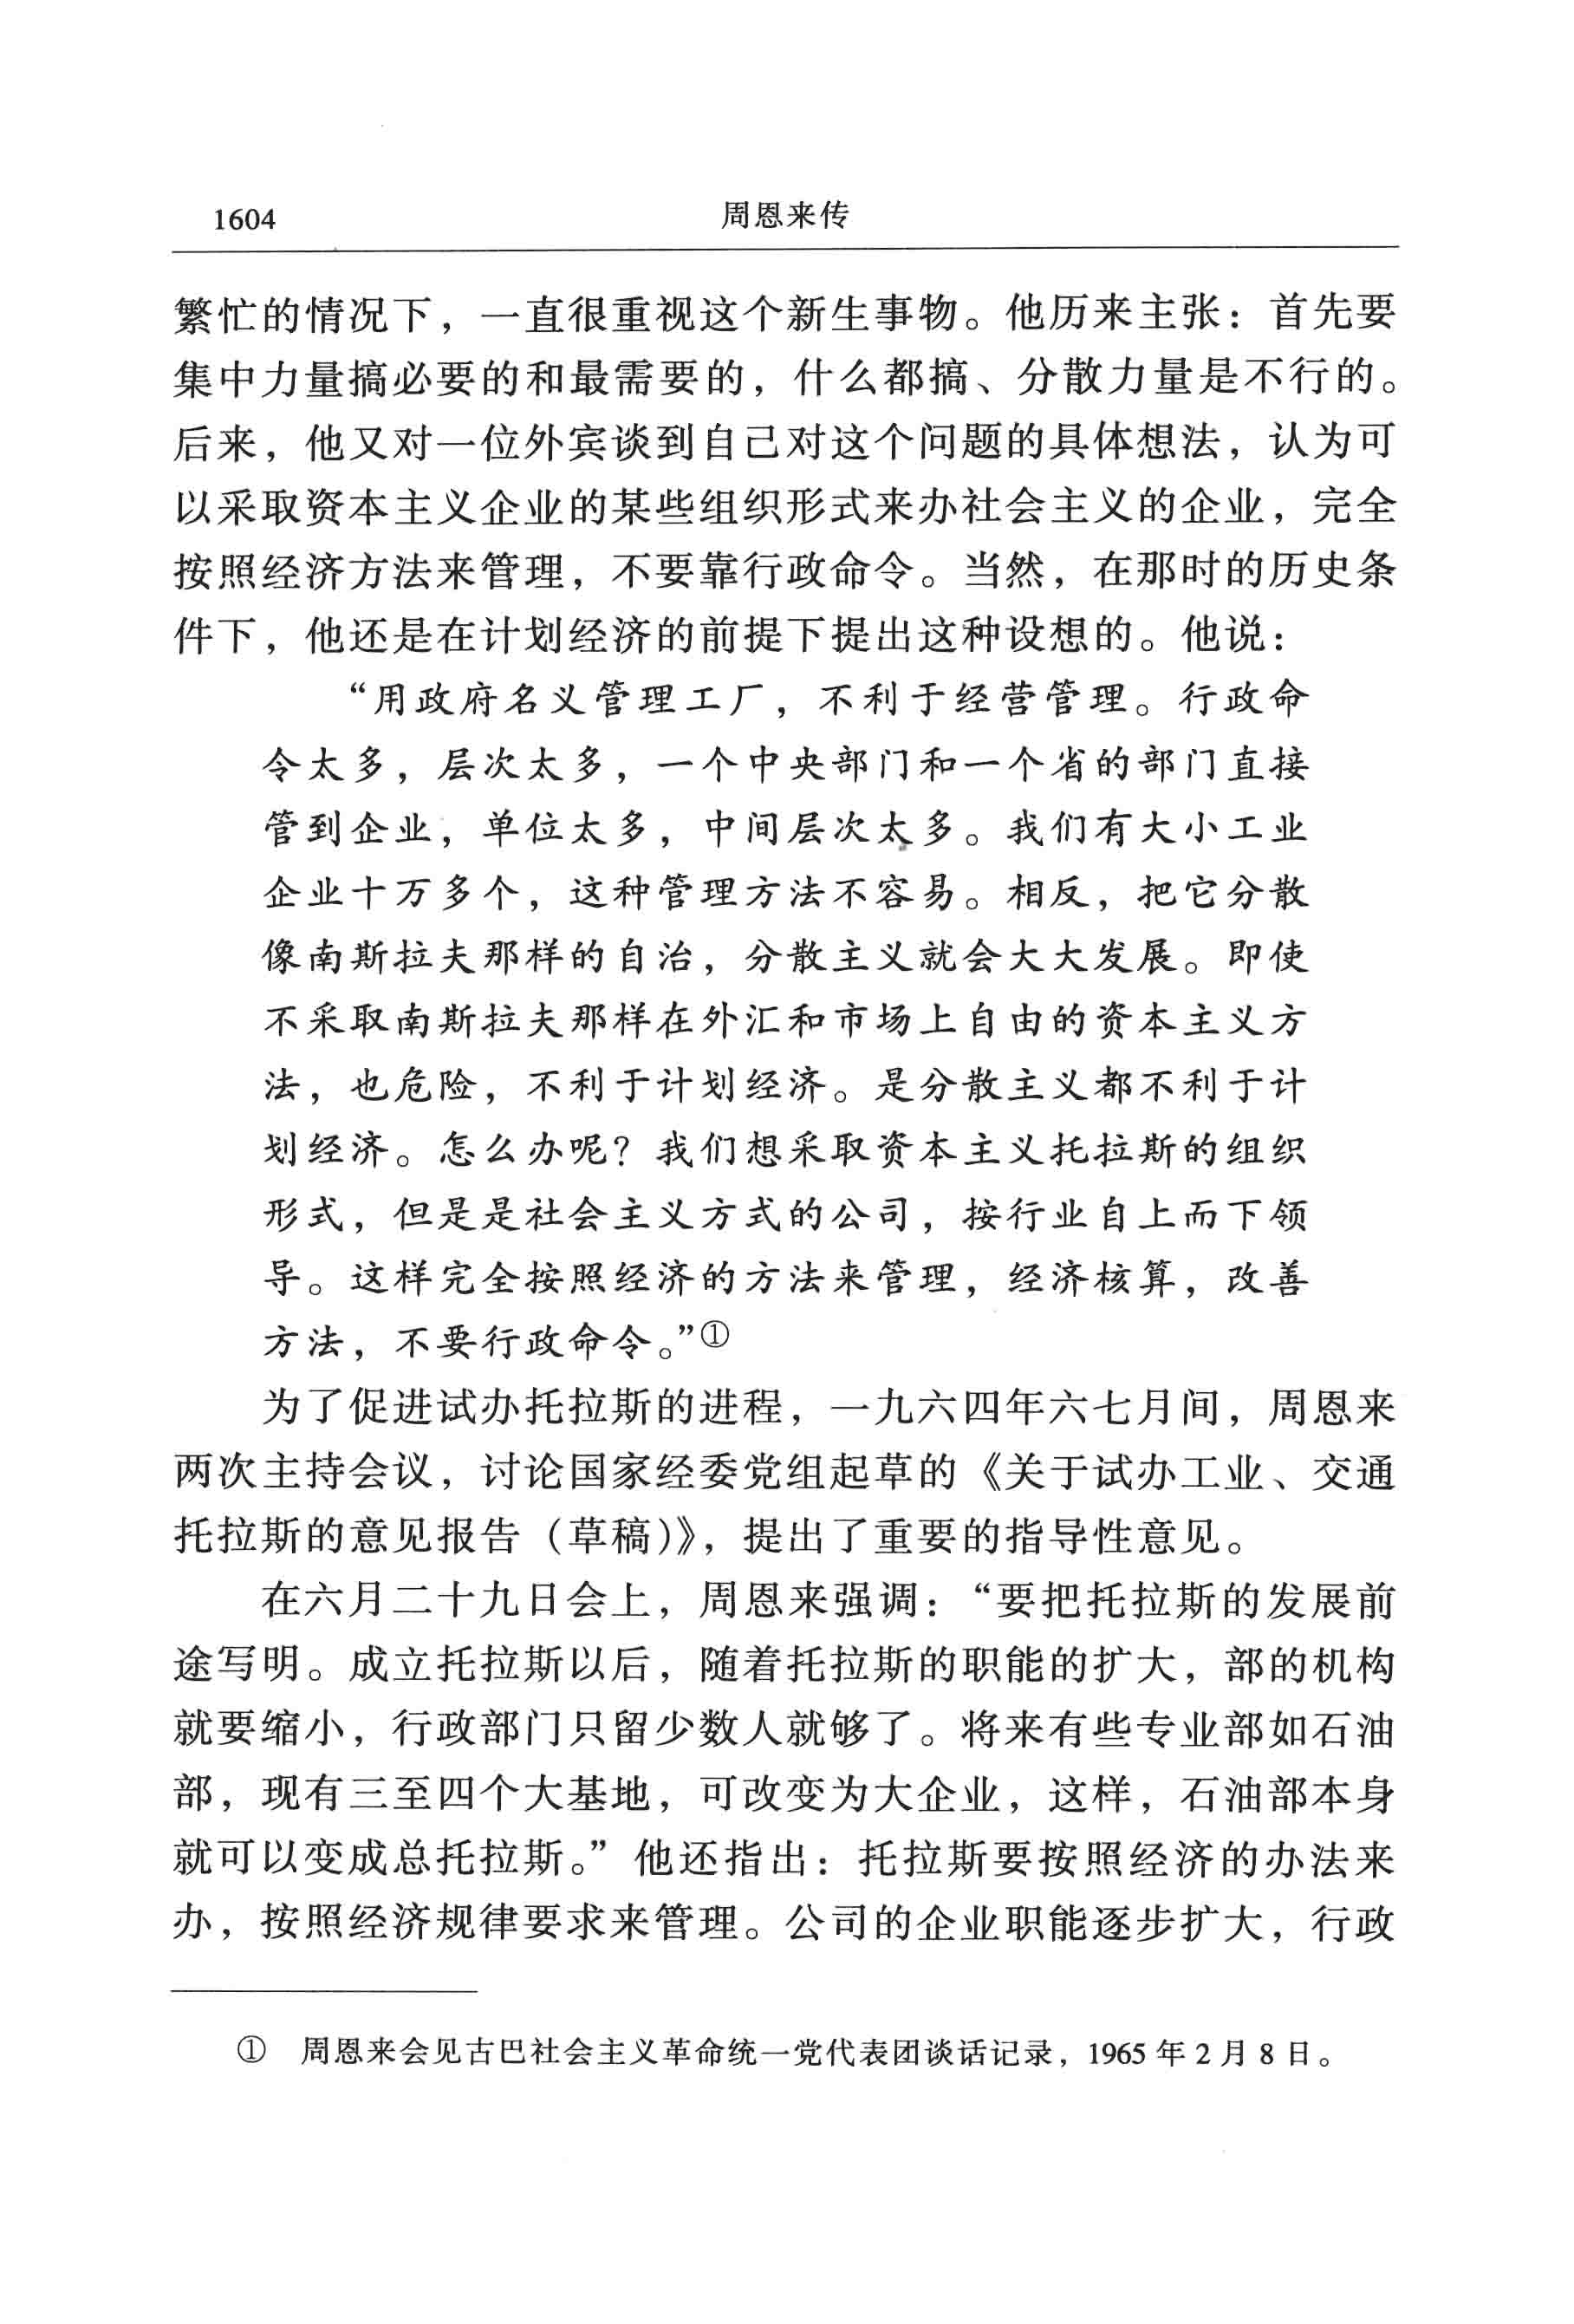 1604
周恩来传
繁忙的情况下，一直很重视这个新生事物。他历来主张：首先要
集中力量搞必要的和最需要的，什么都搞、分散力量是不行的。
后来，他又对一位外宾谈到自己对这个问题的具体想法，认为可
以采取资本主义企业的某些组织形式来办社会主义的企业，完全
按照经济方法来管理，不要靠行政命令。当然，在那时的历史条
件下，他还是在计划经济的前提下提出这种设想的。他说：
“用政府名义管理工厂，不利于经营管理。行政命
令太多，层次太多，一个中央部门和一个省的部门直接
管到企业，单位太多，中间层次太多。我们有大小工业
企业十万多个，这种管理方法不容易。相反，把它分散
像南斯拉夫那样的自治，分散主义就会大大发展。即使
不采取南斯拉夫那样在外汇和市场上自由的资本主义方
法，也危险，不利于计划经济。是分散主义都不利于计
划经济。怎么办呢？我们想采取资本主义托拉斯的组织
形式，但是是社会主义方式的公司，按行业自上而下领
导。这样完全按照经济的方法来管理，经济核算，改善
方法，不要行政命令。”①
为了促进试办托拉斯的进程，一九六四年六七月间，周恩来
两次主持会议，讨论国家经委党组起草的《关于试办工业、交通
托拉斯的意见报告（草稿）》，提出了重要的指导性意见。
在六月二十九日会上，周恩来强调：“要把托拉斯的发展前
途写明。成立托拉斯以后，随着托拉斯的职能的扩大，部的机构
就要缩小，行政部门只留少数人就够了。将来有些专业部如石油
部，现有三至四个大基地，可改变为大企业，这样，石油部本身
就可以变成总托拉斯。”他还指出：托拉斯要按照经济的办法来
办，按照经济规律要求来管理。公司的企业职能逐步扩大，行政
① 周恩来会见古巴社会主义革命统一党代表团谈话记录，1965 年 2 月 8 日。